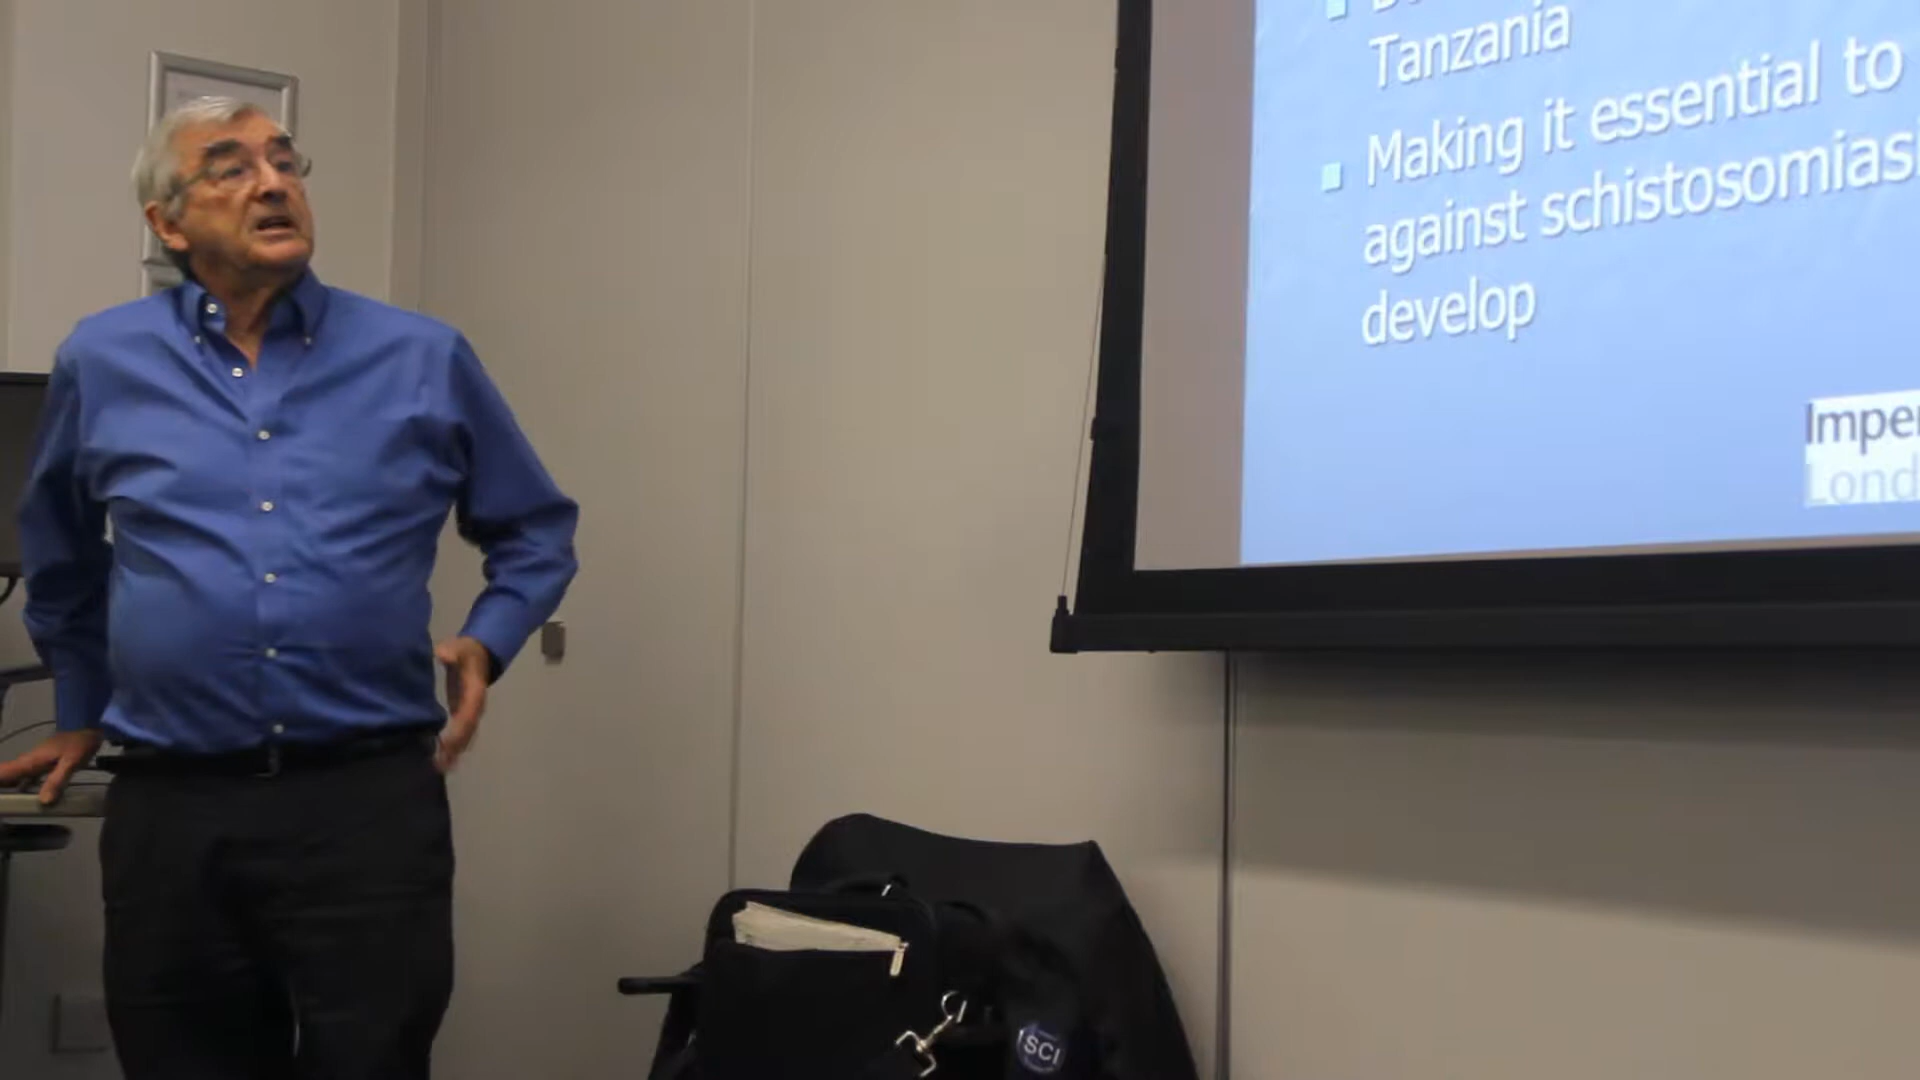 Tanzania
Making it essential to
against schistosomias
develop
Imper
Lond
SCI